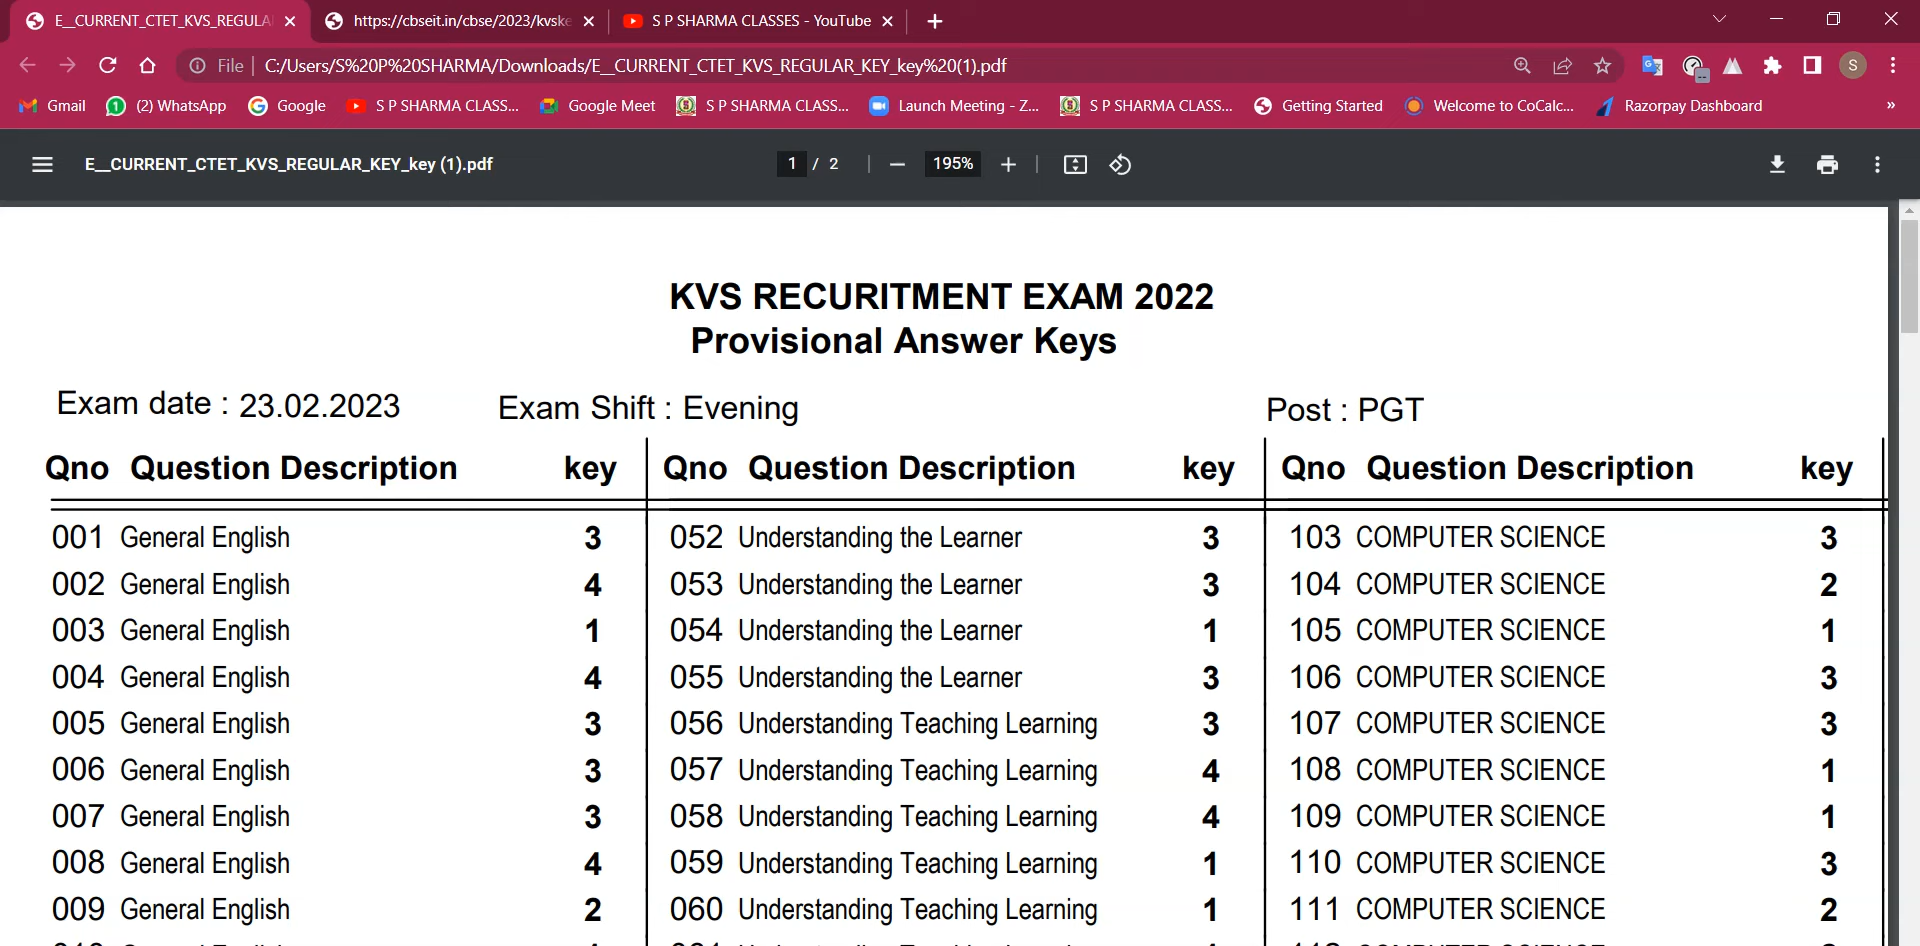 E__CURRENT_CTET_KVS_REGULA
https://cbseit.in/cbse/2023/kvske
S P SHARMA CLASSES - YouTube
File
C:/Users/S%20P%20SHARMA/Downloads/E__CURRENT_CTET_KVS_REGULAR_KEY_key%20(1).pdf
S
Gmail
(2) WhatsApp
Google
S P SHARMA CLASS...
Google Meet
S P SHARMA CLASS...
Launch Meeting - Z...
S P SHARMA CLASS...
Getting Started
Welcome to CoCalc...
Razorpay Dashboard
»
E__CURRENT_CTET_KVS_REGULAR_KEY_key (1).pdf
1 / 2
195%
KVS RECURITMENT EXAM 2022
Provisional Answer Keys
Exam date : 23.02.2023 Exam Shift : Evening Post : PGT
Qno Question Description key Qno Question Description key Qno Question Description key
001 General English 3 052 Understanding the Learner 3 103 COMPUTER SCIENCE 3
002 General English 4 053 Understanding the Learner 3 104 COMPUTER SCIENCE 2
003 General English 1 054 Understanding the Learner 1 105 COMPUTER SCIENCE 1
004 General English 4 055 Understanding the Learner 3 106 COMPUTER SCIENCE 3
005 General English 3 056 Understanding Teaching Learning 3 107 COMPUTER SCIENCE 3
006 General English 3 057 Understanding Teaching Learning 4 108 COMPUTER SCIENCE 1
007 General English 3 058 Understanding Teaching Learning 4 109 COMPUTER SCIENCE 1
008 General English 4 059 Understanding Teaching Learning 1 110 COMPUTER SCIENCE 3
009 General English 2 060 Understanding Teaching Learning 1 111 COMPUTER SCIENCE 2